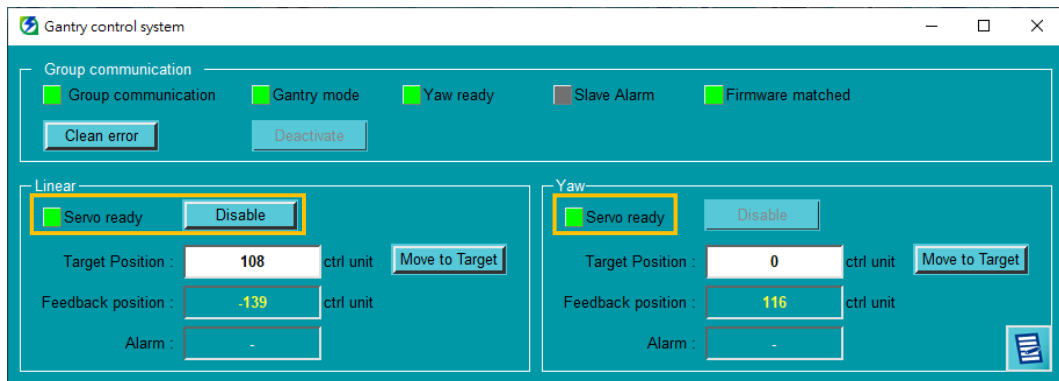 Gantry control system
Group communication
Group communication Gantry mode Yaw ready Slave Alarm Firmware matched
Clean error Deactivate
Linear
Servo ready Disable
Target Position : 108 ctrl unit Move to Target
Feedback position : -139 ctrl unit
Alarm : -
Yaw
Servo ready Disable
Target Position : 0 ctrl unit Move to Target
Feedback position : 116 ctrl unit
Alarm : -